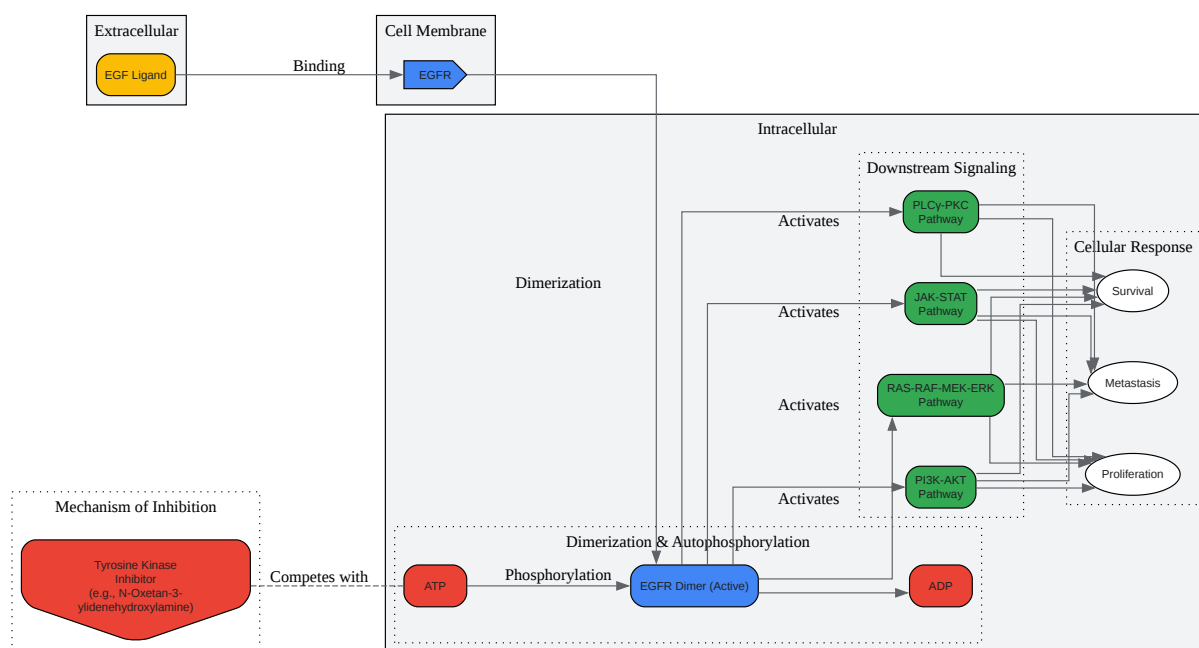 Extracellular
EGF Ligand
Binding
Cell Membrane
EGFR
Intracellular
Dimerization
Downstream Signaling
PLCγ-PKC
Pathway
Activates
JAK-STAT
Pathway
Activates
RAS-RAF-MEK-ERK
Pathway
Activates
PI3K-AKT
Pathway
Activates
Cellular Response
Survival
Metastasis
Proliferation
Mechanism of Inhibition
Tyrosine Kinase
Inhibitor
(e.g., N-Oxetan-3-
ylidenehydroxylamine)
Competes with
Dimerization & Autophosphorylation
ATP
Phosphorylation
EGFR Dimer (Active)
ADP